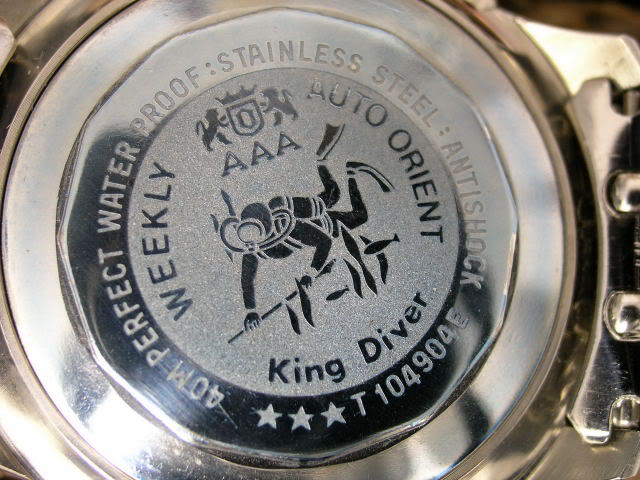 40M PERFECT WATER PROOF : STAINLESS STEEL : ANTISHOCK
WEEKLY AUTO ORIENT
AAA
King Diver
★★★ T 104904E